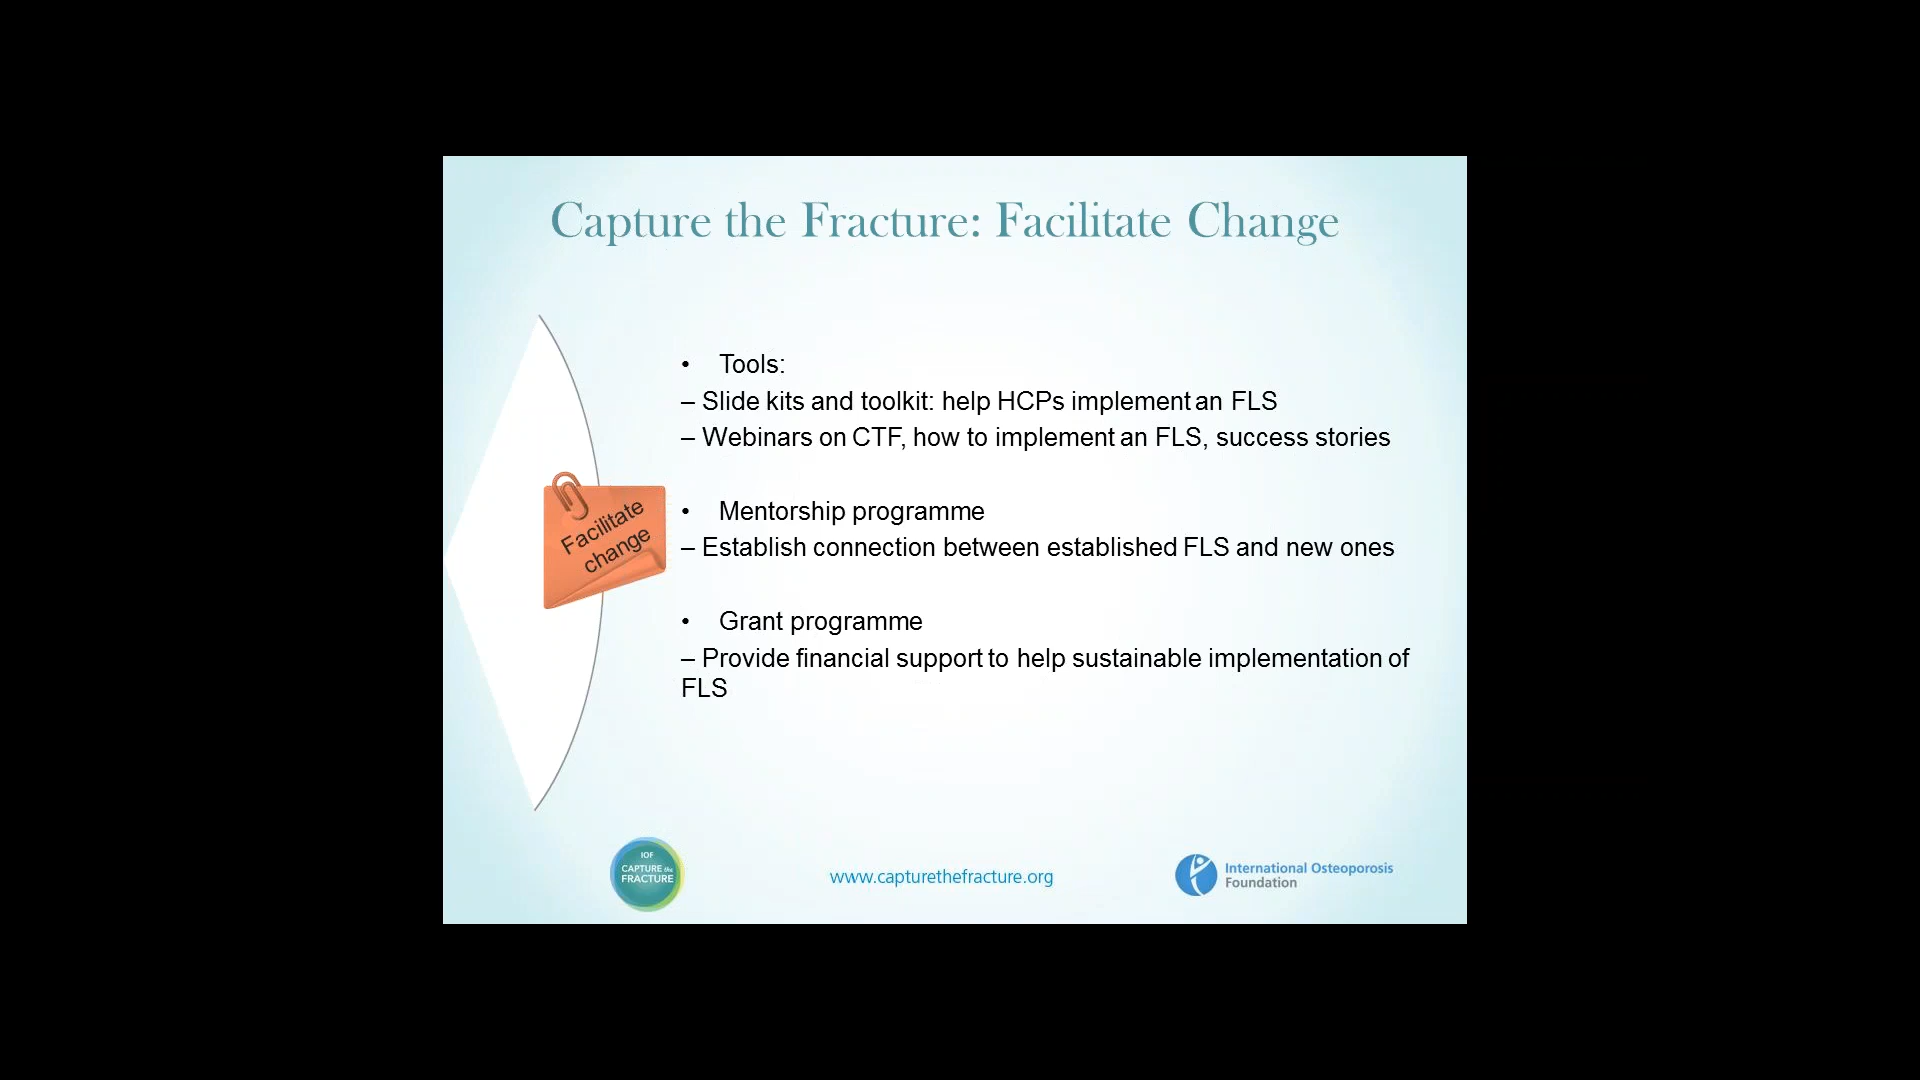 Capture the Fracture: Facilitate Change
• Tools:
– Slide kits and toolkit: help HCPs implement an FLS
– Webinars on CTF, how to implement an FLS, success stories
Facilitate
change
• Mentorship programme
– Establish connection between established FLS and new ones
• Grant programme
– Provide financial support to help sustainable implementation of
FLS
IOF
CAPTURE the
FRACTURE
www.capturethefracture.org
International Osteoporosis
Foundation